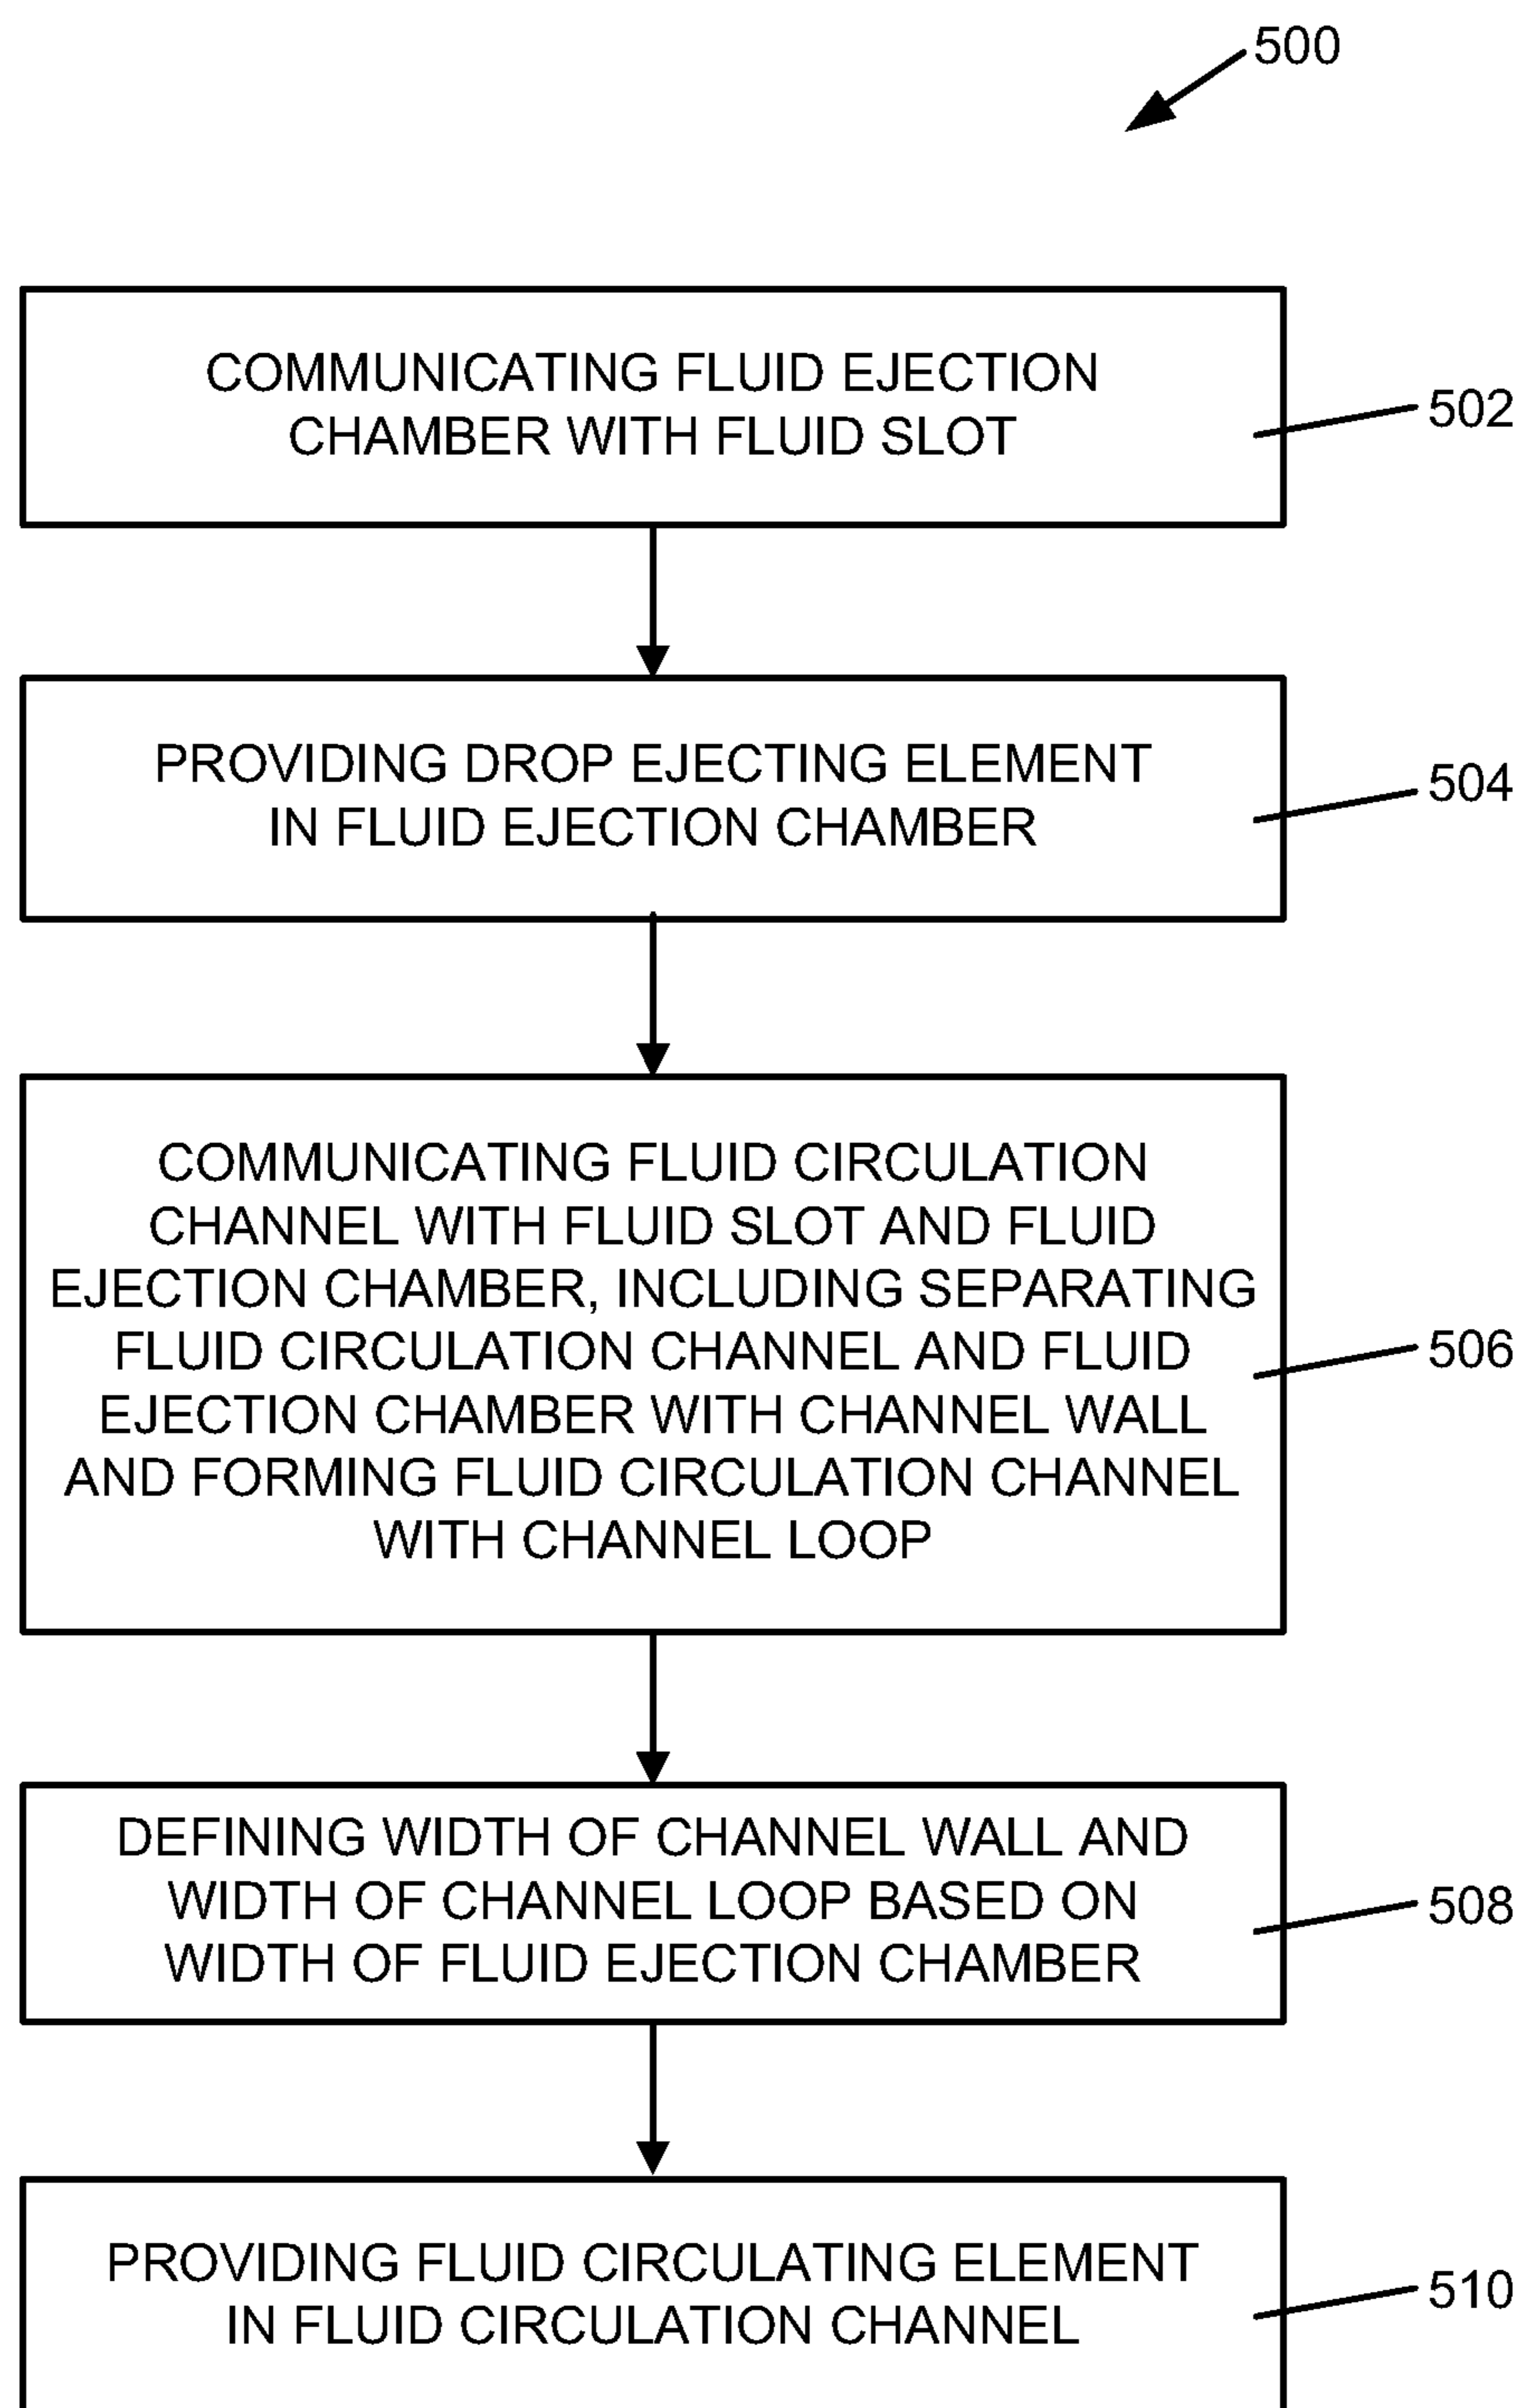 500
COMMUNICATING FLUID EJECTION
CHAMBER WITH FLUID SLOT
502
PROVIDING DROP EJECTING ELEMENT
IN FLUID EJECTION CHAMBER
504
COMMUNICATING FLUID CIRCULATION
CHANNEL WITH FLUID SLOT AND FLUID
EJECTION CHAMBER, INCLUDING SEPARATING
FLUID CIRCULATION CHANNEL AND FLUID
EJECTION CHAMBER WITH CHANNEL WALL
AND FORMING FLUID CIRCULATION CHANNEL
WITH CHANNEL LOOP
506
DEFINING WIDTH OF CHANNEL WALL AND
WIDTH OF CHANNEL LOOP BASED ON
WIDTH OF FLUID EJECTION CHAMBER
508
PROVIDING FLUID CIRCULATING ELEMENT
IN FLUID CIRCULATION CHANNEL
510